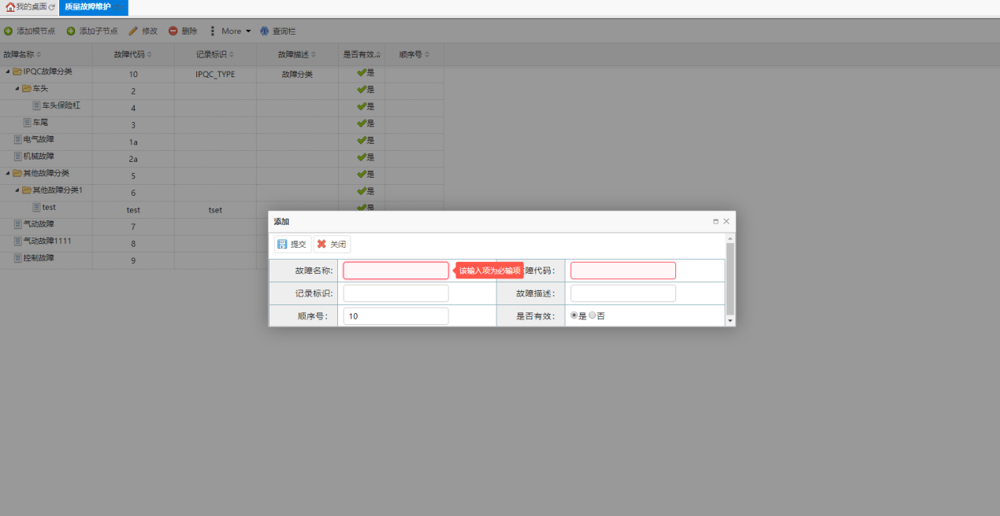 我的桌面 质量故障维护
添加根节点 添加子节点 修改 删除 More 查询栏
故障名称 故障代码 记录标识 故障描述 是否有效.. 顺序号
IPQC故障分类 10 IPQC_TYPE 故障分类 是
车头 2 是
车头保险杠 4 是
车尾 3 是
电气故障 1a 是
机械故障 2a 是
其他故障分类 5 是
其他故障分类1 6 是
test test tset 是
气动故障 7
气动故障1111 8
控制故障 9
添加
提交 关闭
故障名称: 该输入项为必输项 障代码:
记录标识: 故障描述:
顺序号: 10 是否有效: 是 否